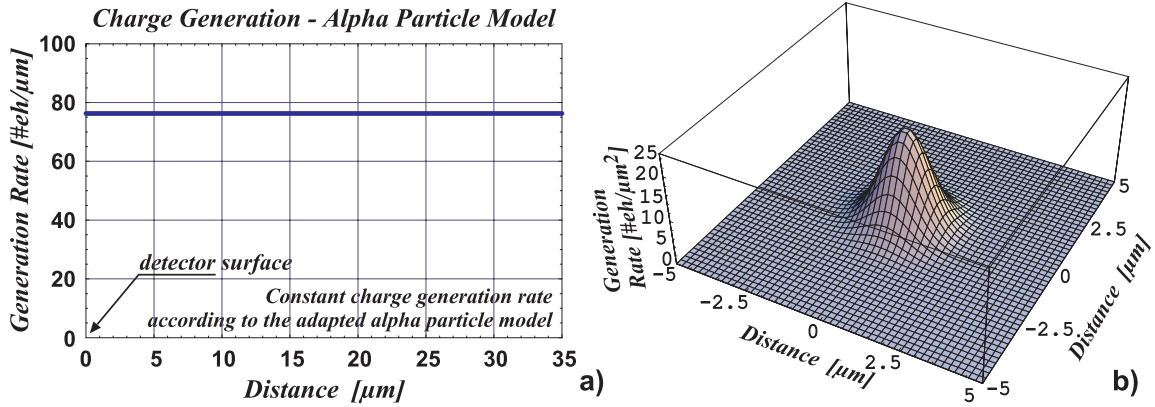 Charge Generation - Alpha Particle Model
Generation Rate [#eh/μm]
100
80
60
40
20
0
detector surface
Constant charge generation rate
according to the adapted alpha particle model
0 5 10 15 20 25 30 35
Distance [μm]
a)
Generation
Rate [#eh/μm²]
25
20
15
10
5
0
-5
-2.5
0
2.5
5
Distance [μm]
-5
-2.5
0
2.5
5
Distance [μm]
b)